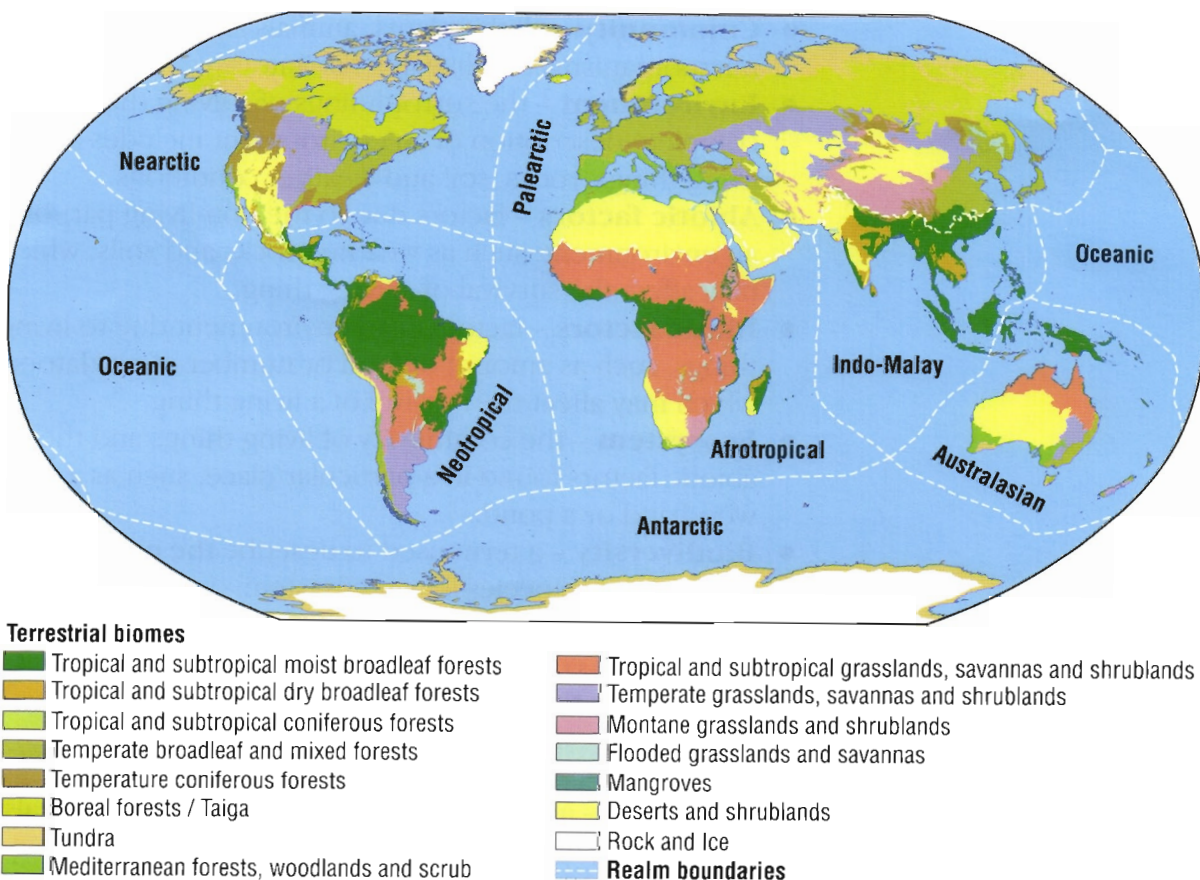 Palearctic
Nearctic
Oceanic
Oceanic
Indo-Malay
Neotropical
Afrotropical
Australasian
Antarctic
Terrestrial biomes
Tropical and subtropical moist broadleaf forests
Tropical and subtropical dry broadleaf forests
Tropical and subtropical coniferous forests
Temperate broadleaf and mixed forests
Temperature coniferous forests
Boreal forests / Taiga
Tundra
Mediterranean forests, woodlands and scrub
Tropical and subtropical grasslands, savannas and shrublands
Temperate grasslands, savannas and shrublands
Montane grasslands and shrublands
Flooded grasslands and savannas
Mangroves
Deserts and shrublands
Rock and Ice
Realm boundaries